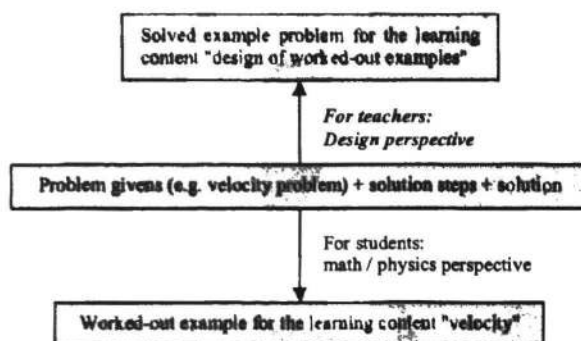 Solved example problem for the learning
content "design of worked-out examples"
For teachers:
Design perspective
Problem givens (e.g. velocity problem) + solution steps + solution
For students:
math / physics perspective
Worked-out example for the learning content "velocity"